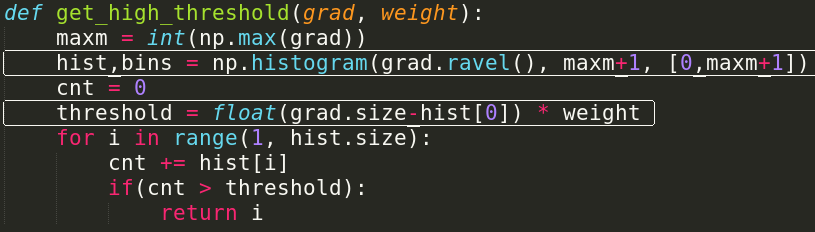 def get_high_threshold(grad, weight):
    maxm = int(np.max(grad))
    hist,bins = np.histogram(grad.ravel(), maxm+1, [0,maxm+1])
    cnt = 0
    threshold = float(grad.size-hist[0]) * weight
    for i in range(1, hist.size):
        cnt += hist[i]
        if(cnt > threshold):
            return i